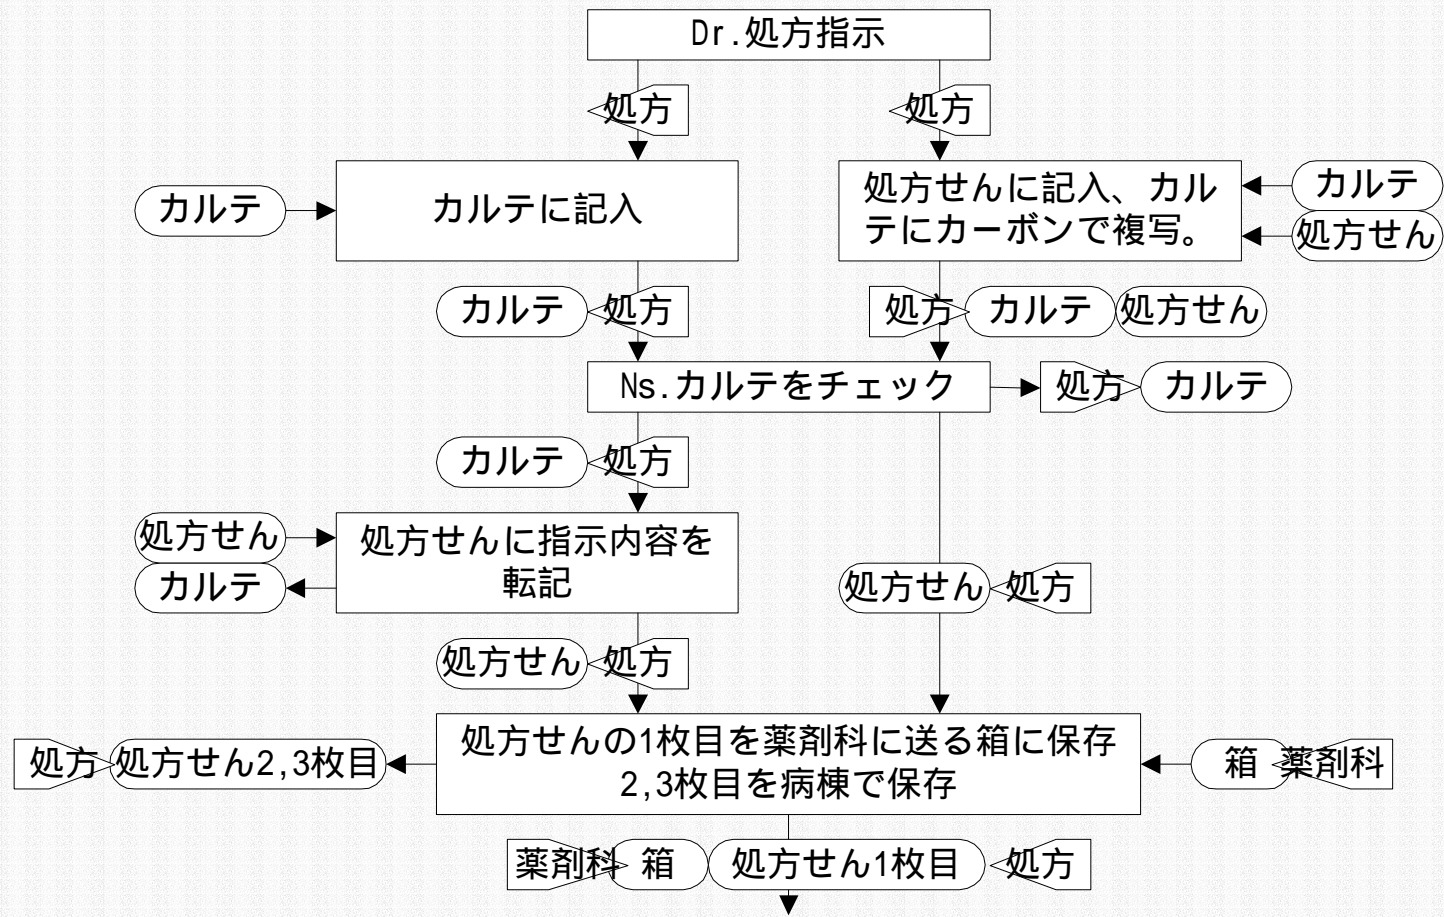 Dr.処方指示
処方
処方
カルテ
カルテに記入
処方せんに記入、カル
テにカーボンで複写。
カルテ
処方せん
カルテ
処方
処方
カルテ
処方せん
Ns.カルテをチェック
処方
カルテ
カルテ
処方
処方せん
カルテ
処方せんに指示内容を
転記
処方せん
処方
処方せん
処方
処方
処方せん2,3枚目
処方せんの1枚目を薬剤科に送る箱に保存
2,3枚目を病棟で保存
箱
薬剤科
薬剤科
箱
処方せん1枚目
処方